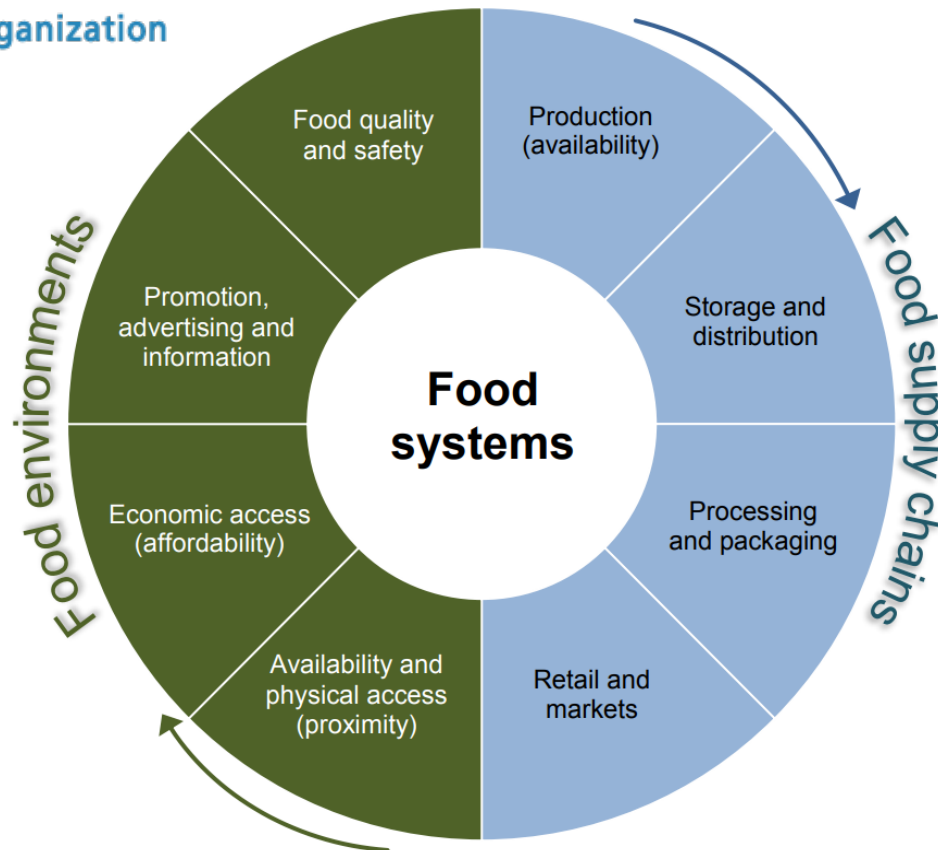 ganization
Food quality
and safety
Production
(availability)
Storage and
distribution
Processing
and packaging
Retail and
markets
Availability and
physical access
(proximity)
Economic access
(affordability)
Promotion,
advertising and
information
Food
systems
Food environments
Food supply chains